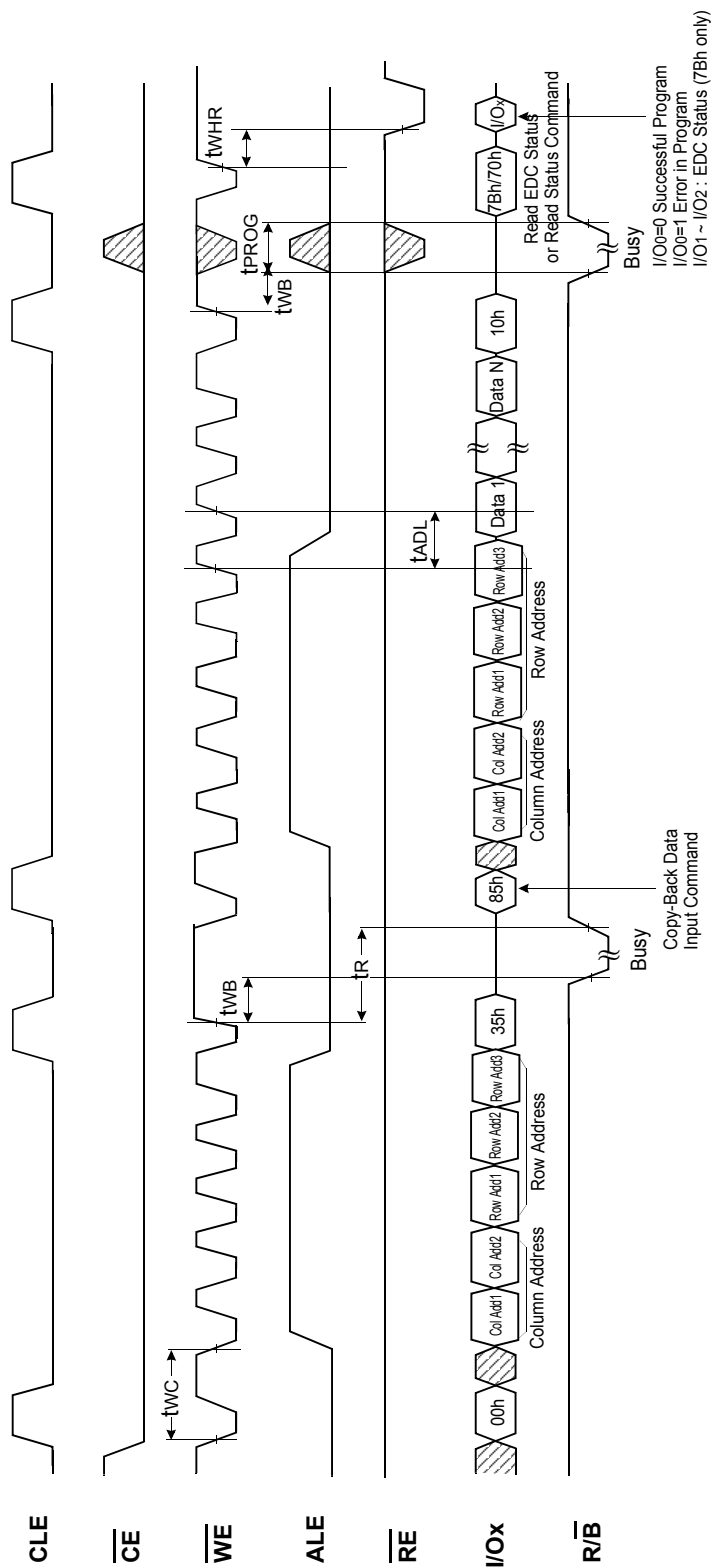 CLE
CE
WE
tWC
tWB
tWB
tPROG
tWHR
ALE
tR
tADL
RE
I/Ox
00h
Col Add1
Col Add2
Row Add1
Row Add2
Row Add3
35h
85h
Col Add1
Col Add2
Row Add1
Row Add2
Row Add3
Data 1
Data N
10h
7Bh/70h
I/Ox
Column Address
Row Address
Column Address
Row Address
Read EDC Status
or Read Status Command
R/B
Busy
Busy
Copy-Back Data
Input Command
I/O0=0 Successful Program
I/O0=1 Error in Program
I/O1 ~ I/O2 : EDC Status (7Bh only)